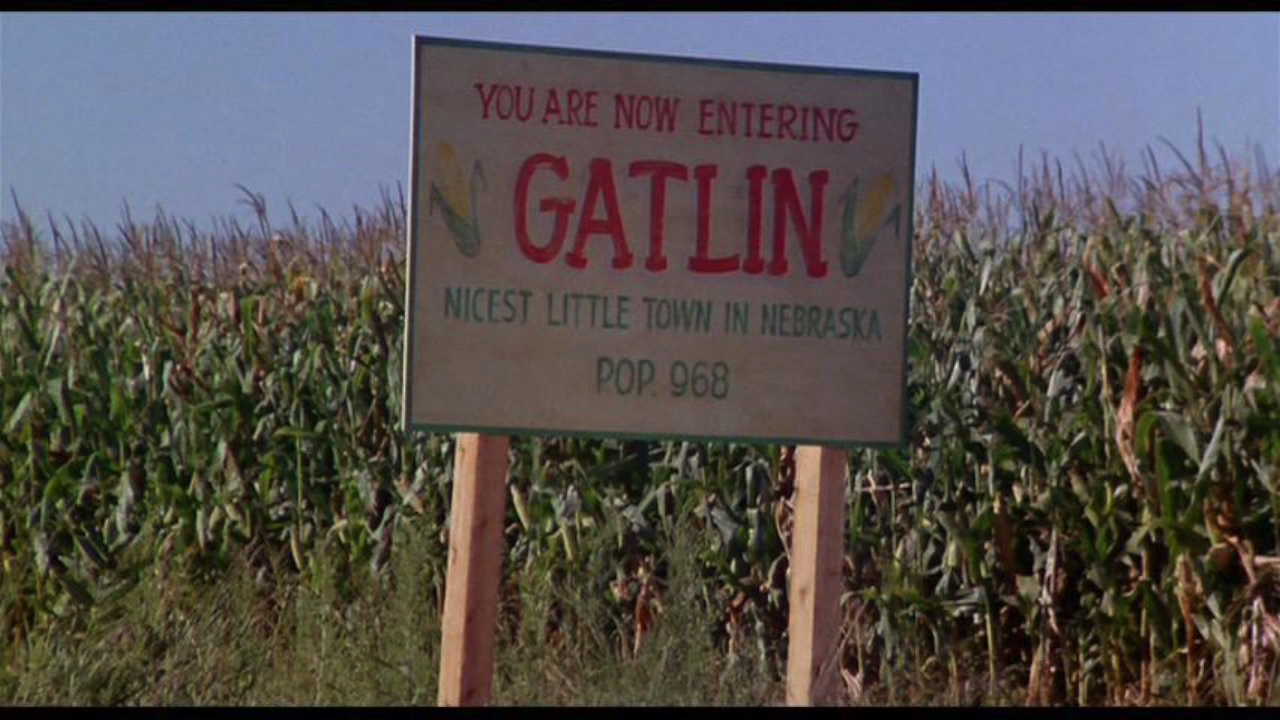 YOU ARE NOW ENTERING
GATLIN
NICEST LITTLE TOWN IN NEBRASKA
POP. 968